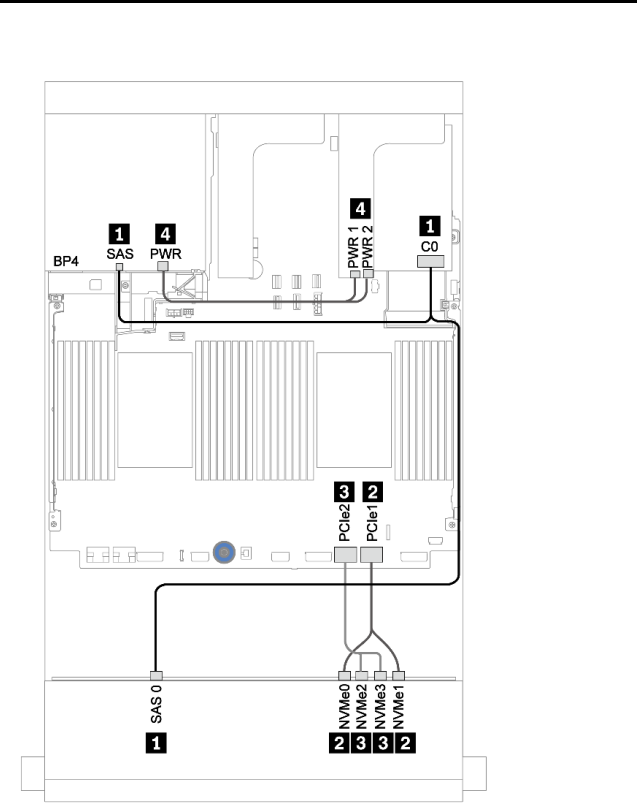 4
1 4 1
SAS PWR PWR 1 PWR 2 C0
BP4
3 2
PCIe2 PCIe1
SAS 0 NVMe0 NVMe2 NVMe3 NVMe1
1 2 3 3 2